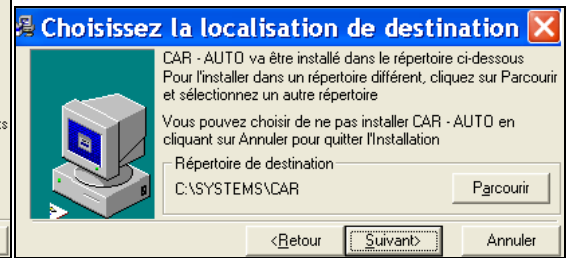 Choisissez la localisation de destination
CAR - AUTO va être installé dans le répertoire ci-dessous
Pour l'installer dans un répertoire différent, cliquez sur Parcourir
et sélectionnez un autre répertoire
Vous pouvez choisir de ne pas installer CAR - AUTO en
cliquant sur Annuler pour quitter l'Installation
Répertoire de destination
C:\SYSTEMS\CAR
Parcourir
<Retour
Suivant>
Annuler